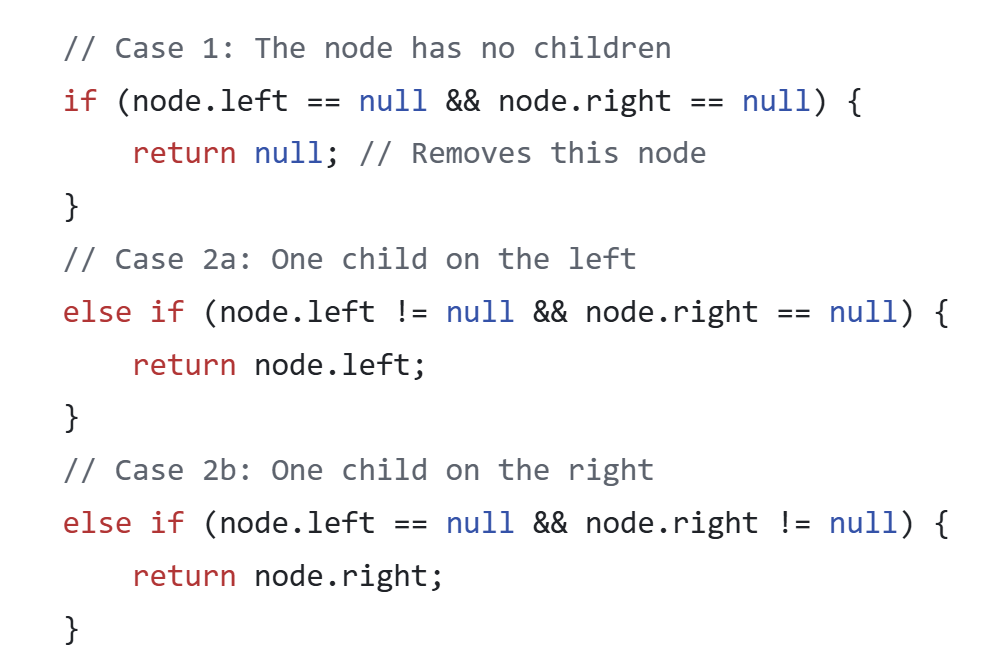 // Case 1: The node has no children
if (node.left == null && node.right == null) {
    return null; // Removes this node
}
// Case 2a: One child on the left
else if (node.left != null && node.right == null) {
    return node.left;
}
// Case 2b: One child on the right
else if (node.left == null && node.right != null) {
    return node.right;
}